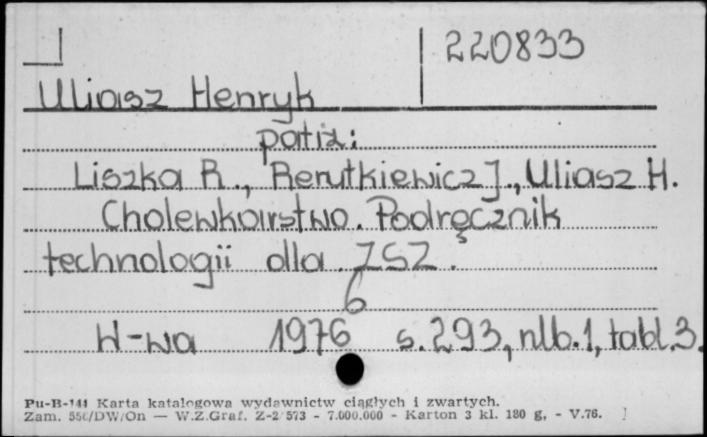 220833
Uliasz Henryk
patrz:
Liszka R., Rerutkiewicz J., Uliasz H.
Cholewkarstwo. Podręcznik
technologii dla ZSZ.
6
W-wa 1976 s. 293, nlb. 1, tabl. 3.
Pu-B-141 Karta katalogowa wydawnictw ciągłych i zwartych.
Zam. 556/DW/On — W.Z.Graf. Z-2 573 - 7.000.000 - Karton 3 kl. 180 g, - V.76.